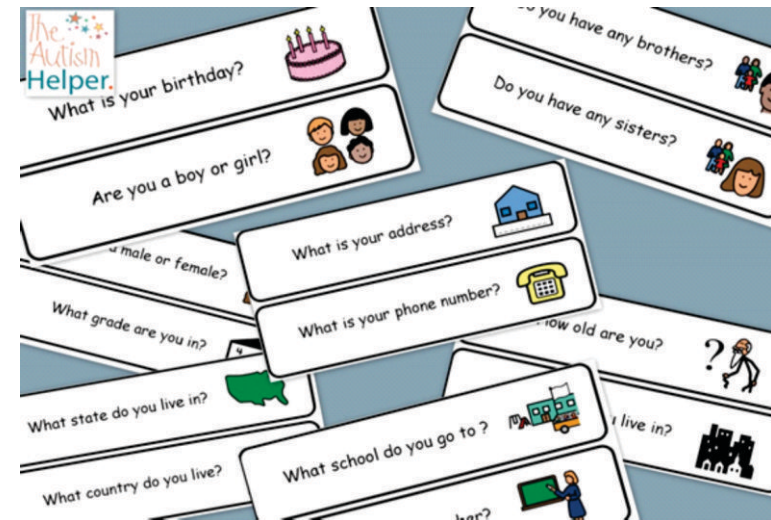 The
Autism
Helper.
What is your birthday?
Are you a boy or girl?
you have any brothers?
Do you have any sisters?
male or female?
What grade are you in?
4
What is your address?
What is your phone number?
How old are you?
?
live in?
What state do you live in?
What country do you live?
What school do you go to ?